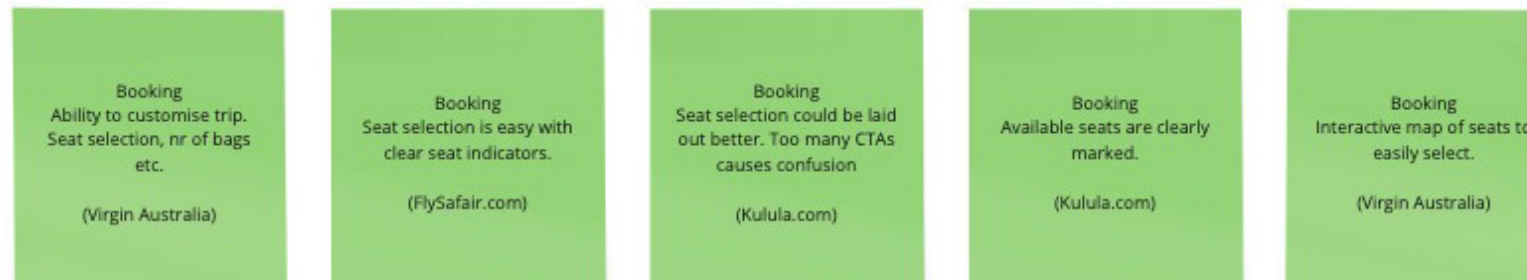 Booking
Ability to customise trip.
Seat selection, nr of bags
etc.
(Virgin Australia)
Booking
Seat selection is easy with
clear seat indicators.
(FlySafair.com)
Booking
Seat selection could be laid
out better. Too many CTAs
causes confusion
(Kulula.com)
Booking
Available seats are clearly
marked.
(Kulula.com)
Booking
Interactive map of seats to
easily select.
(Virgin Australia)